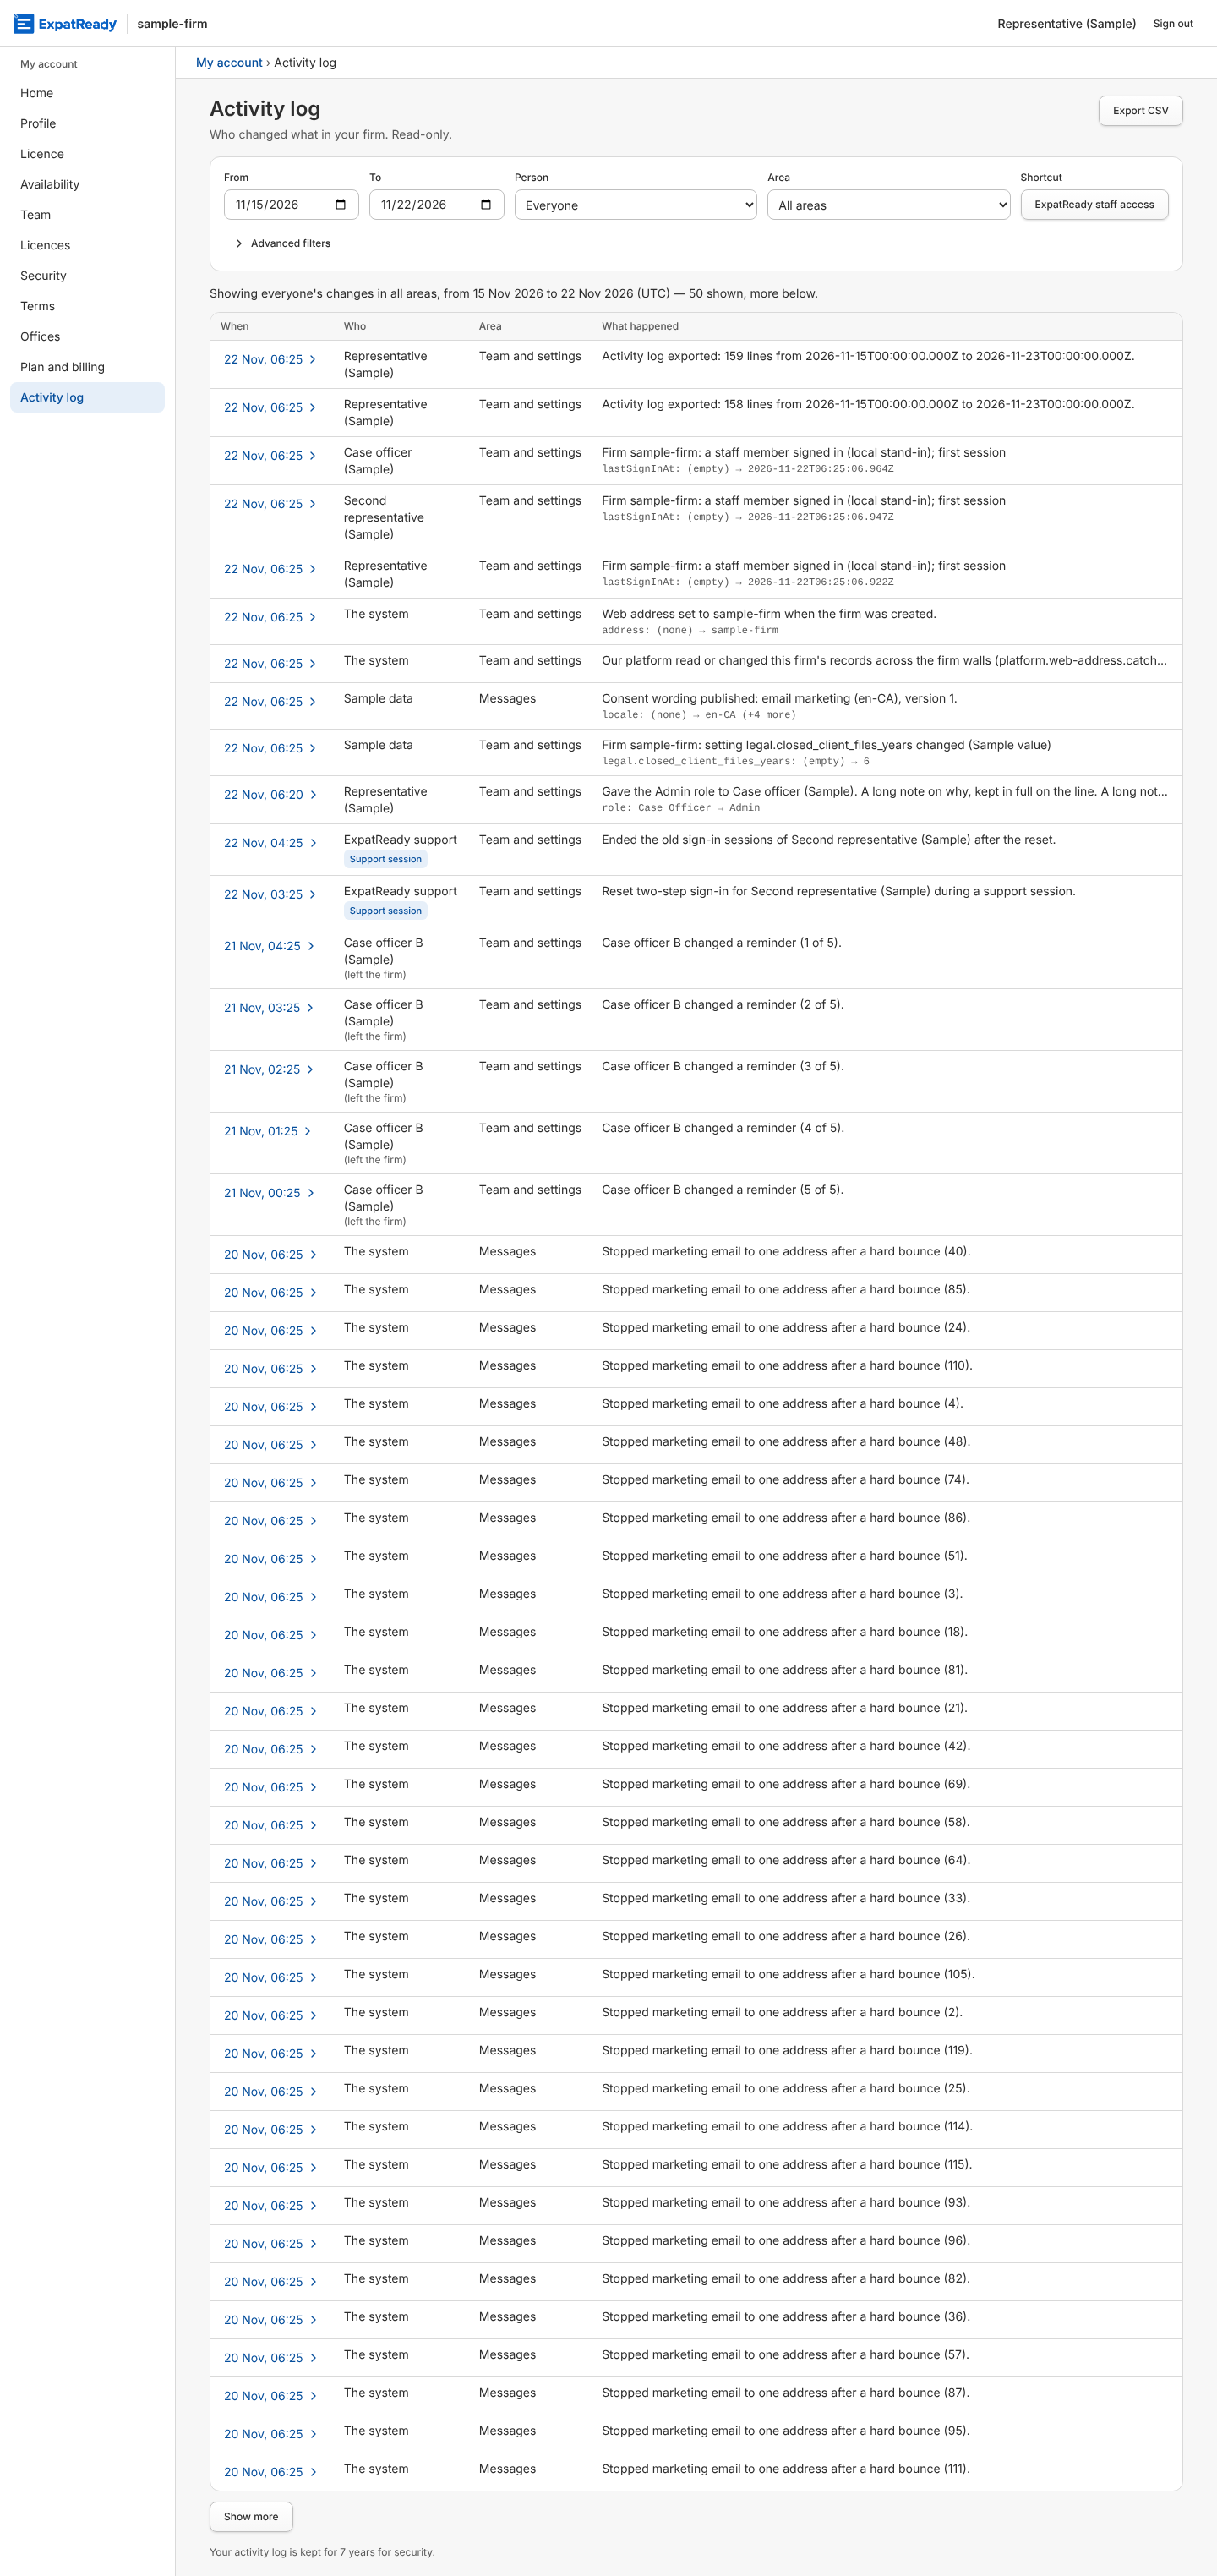 ExpatReady
sample-firm
Representative (Sample)
Sign out
My account
Home
Profile
Licence
Availability
Team
Licences
Security
Terms
Offices
Plan and billing
Activity log
My account › Activity log
Activity log
Who changed what in your firm. Read-only.
Export CSV
From
To
Person
Area
Shortcut
11/15/2026
11/22/2026
Everyone
All areas
ExpatReady staff access
Advanced filters
Showing everyone's changes in all areas, from 15 Nov 2026 to 22 Nov 2026 (UTC) — 50 shown, more below.
When Who Area What happened
22 Nov, 06:25 Representative (Sample) Team and settings Activity log exported: 159 lines from 2026-11-15T00:00:00.000Z to 2026-11-23T00:00:00.000Z.
22 Nov, 06:25 Representative (Sample) Team and settings Activity log exported: 158 lines from 2026-11-15T00:00:00.000Z to 2026-11-23T00:00:00.000Z.
22 Nov, 06:25 Case officer (Sample) Team and settings Firm sample-firm: a staff member signed in (local stand-in); first session
lastSignInAt: (empty) → 2026-11-22T06:25:06.964Z
22 Nov, 06:25 Second representative (Sample) Team and settings Firm sample-firm: a staff member signed in (local stand-in); first session
lastSignInAt: (empty) → 2026-11-22T06:25:06.947Z
22 Nov, 06:25 Representative (Sample) Team and settings Firm sample-firm: a staff member signed in (local stand-in); first session
lastSignInAt: (empty) → 2026-11-22T06:25:06.922Z
22 Nov, 06:25 The system Team and settings Web address set to sample-firm when the firm was created.
address: (none) → sample-firm
22 Nov, 06:25 The system Team and settings Our platform read or changed this firm's records across the firm walls (platform.web-address.catch...
22 Nov, 06:25 Sample data Messages Consent wording published: email marketing (en-CA), version 1.
locale: (none) → en-CA (+4 more)
22 Nov, 06:25 Sample data Team and settings Firm sample-firm: setting legal.closed_client_files_years changed (Sample value)
legal.closed_client_files_years: (empty) → 6
22 Nov, 06:20 Representative (Sample) Team and settings Gave the Admin role to Case officer (Sample). A long note on why, kept in full on the line. A long not...
role: Case Officer → Admin
22 Nov, 04:25 ExpatReady support Team and settings Ended the old sign-in sessions of Second representative (Sample) after the reset.
Support session
22 Nov, 03:25 ExpatReady support Team and settings Reset two-step sign-in for Second representative (Sample) during a support session.
Support session
21 Nov, 04:25 Case officer B (Sample) Team and settings Case officer B changed a reminder (1 of 5).
(left the firm)
21 Nov, 03:25 Case officer B (Sample) Team and settings Case officer B changed a reminder (2 of 5).
(left the firm)
21 Nov, 02:25 Case officer B (Sample) Team and settings Case officer B changed a reminder (3 of 5).
(left the firm)
21 Nov, 01:25 Case officer B (Sample) Team and settings Case officer B changed a reminder (4 of 5).
(left the firm)
21 Nov, 00:25 Case officer B (Sample) Team and settings Case officer B changed a reminder (5 of 5).
(left the firm)
20 Nov, 06:25 The system Messages Stopped marketing email to one address after a hard bounce (40).
20 Nov, 06:25 The system Messages Stopped marketing email to one address after a hard bounce (85).
20 Nov, 06:25 The system Messages Stopped marketing email to one address after a hard bounce (24).
20 Nov, 06:25 The system Messages Stopped marketing email to one address after a hard bounce (110).
20 Nov, 06:25 The system Messages Stopped marketing email to one address after a hard bounce (4).
20 Nov, 06:25 The system Messages Stopped marketing email to one address after a hard bounce (48).
20 Nov, 06:25 The system Messages Stopped marketing email to one address after a hard bounce (74).
20 Nov, 06:25 The system Messages Stopped marketing email to one address after a hard bounce (86).
20 Nov, 06:25 The system Messages Stopped marketing email to one address after a hard bounce (51).
20 Nov, 06:25 The system Messages Stopped marketing email to one address after a hard bounce (3).
20 Nov, 06:25 The system Messages Stopped marketing email to one address after a hard bounce (18).
20 Nov, 06:25 The system Messages Stopped marketing email to one address after a hard bounce (81).
20 Nov, 06:25 The system Messages Stopped marketing email to one address after a hard bounce (21).
20 Nov, 06:25 The system Messages Stopped marketing email to one address after a hard bounce (42).
20 Nov, 06:25 The system Messages Stopped marketing email to one address after a hard bounce (69).
20 Nov, 06:25 The system Messages Stopped marketing email to one address after a hard bounce (58).
20 Nov, 06:25 The system Messages Stopped marketing email to one address after a hard bounce (64).
20 Nov, 06:25 The system Messages Stopped marketing email to one address after a hard bounce (33).
20 Nov, 06:25 The system Messages Stopped marketing email to one address after a hard bounce (26).
20 Nov, 06:25 The system Messages Stopped marketing email to one address after a hard bounce (105).
20 Nov, 06:25 The system Messages Stopped marketing email to one address after a hard bounce (2).
20 Nov, 06:25 The system Messages Stopped marketing email to one address after a hard bounce (119).
20 Nov, 06:25 The system Messages Stopped marketing email to one address after a hard bounce (25).
20 Nov, 06:25 The system Messages Stopped marketing email to one address after a hard bounce (114).
20 Nov, 06:25 The system Messages Stopped marketing email to one address after a hard bounce (115).
20 Nov, 06:25 The system Messages Stopped marketing email to one address after a hard bounce (93).
20 Nov, 06:25 The system Messages Stopped marketing email to one address after a hard bounce (96).
20 Nov, 06:25 The system Messages Stopped marketing email to one address after a hard bounce (82).
20 Nov, 06:25 The system Messages Stopped marketing email to one address after a hard bounce (36).
20 Nov, 06:25 The system Messages Stopped marketing email to one address after a hard bounce (57).
20 Nov, 06:25 The system Messages Stopped marketing email to one address after a hard bounce (87).
20 Nov, 06:25 The system Messages Stopped marketing email to one address after a hard bounce (95).
20 Nov, 06:25 The system Messages Stopped marketing email to one address after a hard bounce (111).
Show more
Your activity log is kept for 7 years for security.